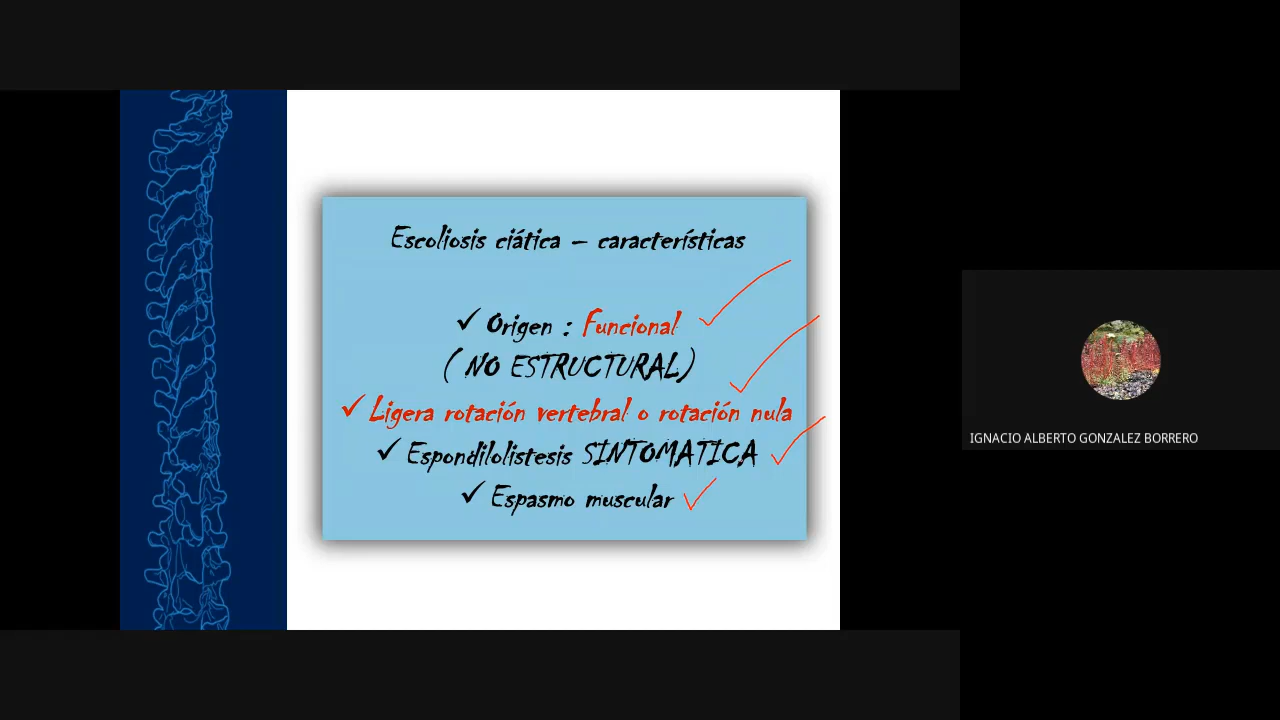 Escoliosis ciática – características
✓ Origen : Funcional
( NO ESTRUCTURAL)
✓ Ligera rotación vertebral o rotación nula
✓ Espondilolistesis SINTOMATICA
✓ Espasmo muscular
IGNACIO ALBERTO GONZALEZ BORRERO